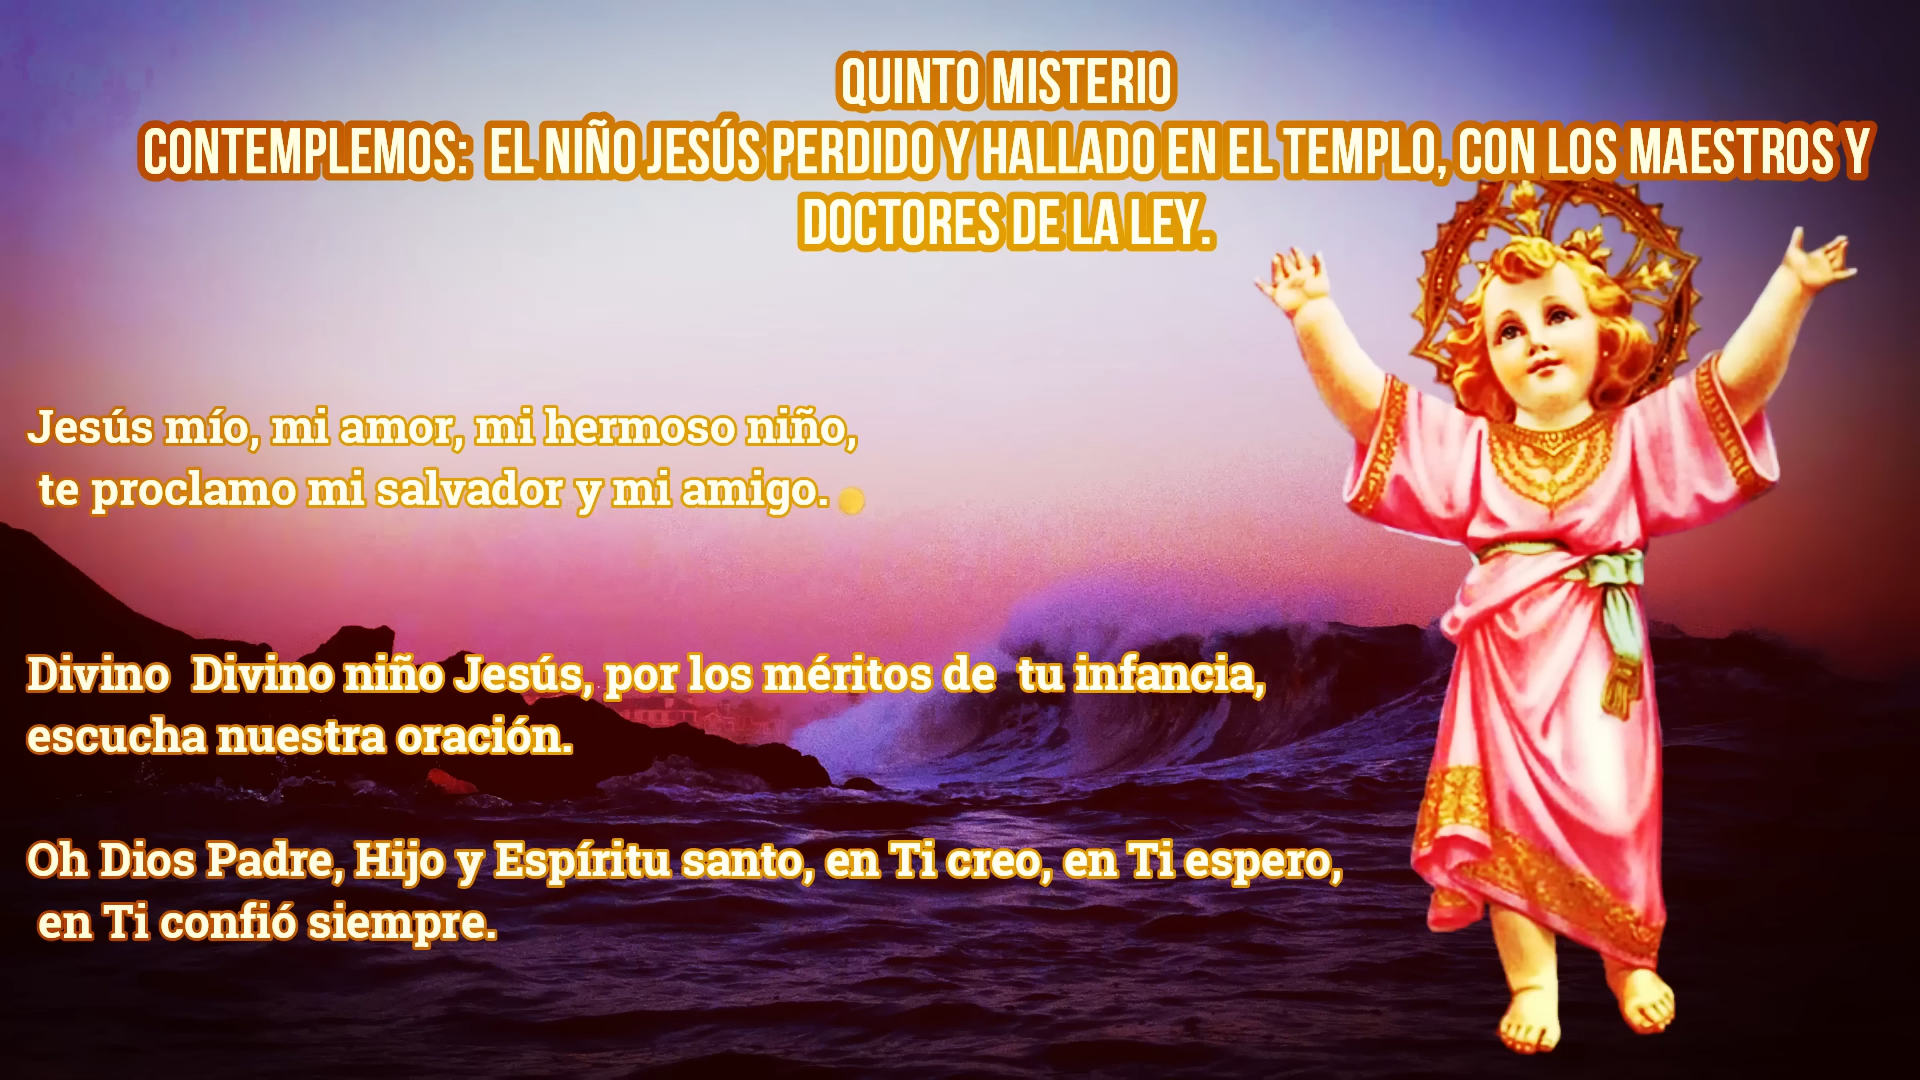 QUINTO MISTERIO
CONTEMPLEMOS: EL NIÑO JESÚS PERDIDO Y HALLADO EN EL TEMPLO, CON LOS MAESTROS Y
DOCTORES DE LA LEY.
Jesús mío, mi amor, mi hermoso niño,
te proclamo mi salvador y mi amigo.
Divino Divino niño Jesús, por los méritos de tu infancia,
escucha nuestra oración.
Oh Dios Padre, Hijo y Espíritu santo, en Ti creo, en Ti espero,
en Ti confió siempre.